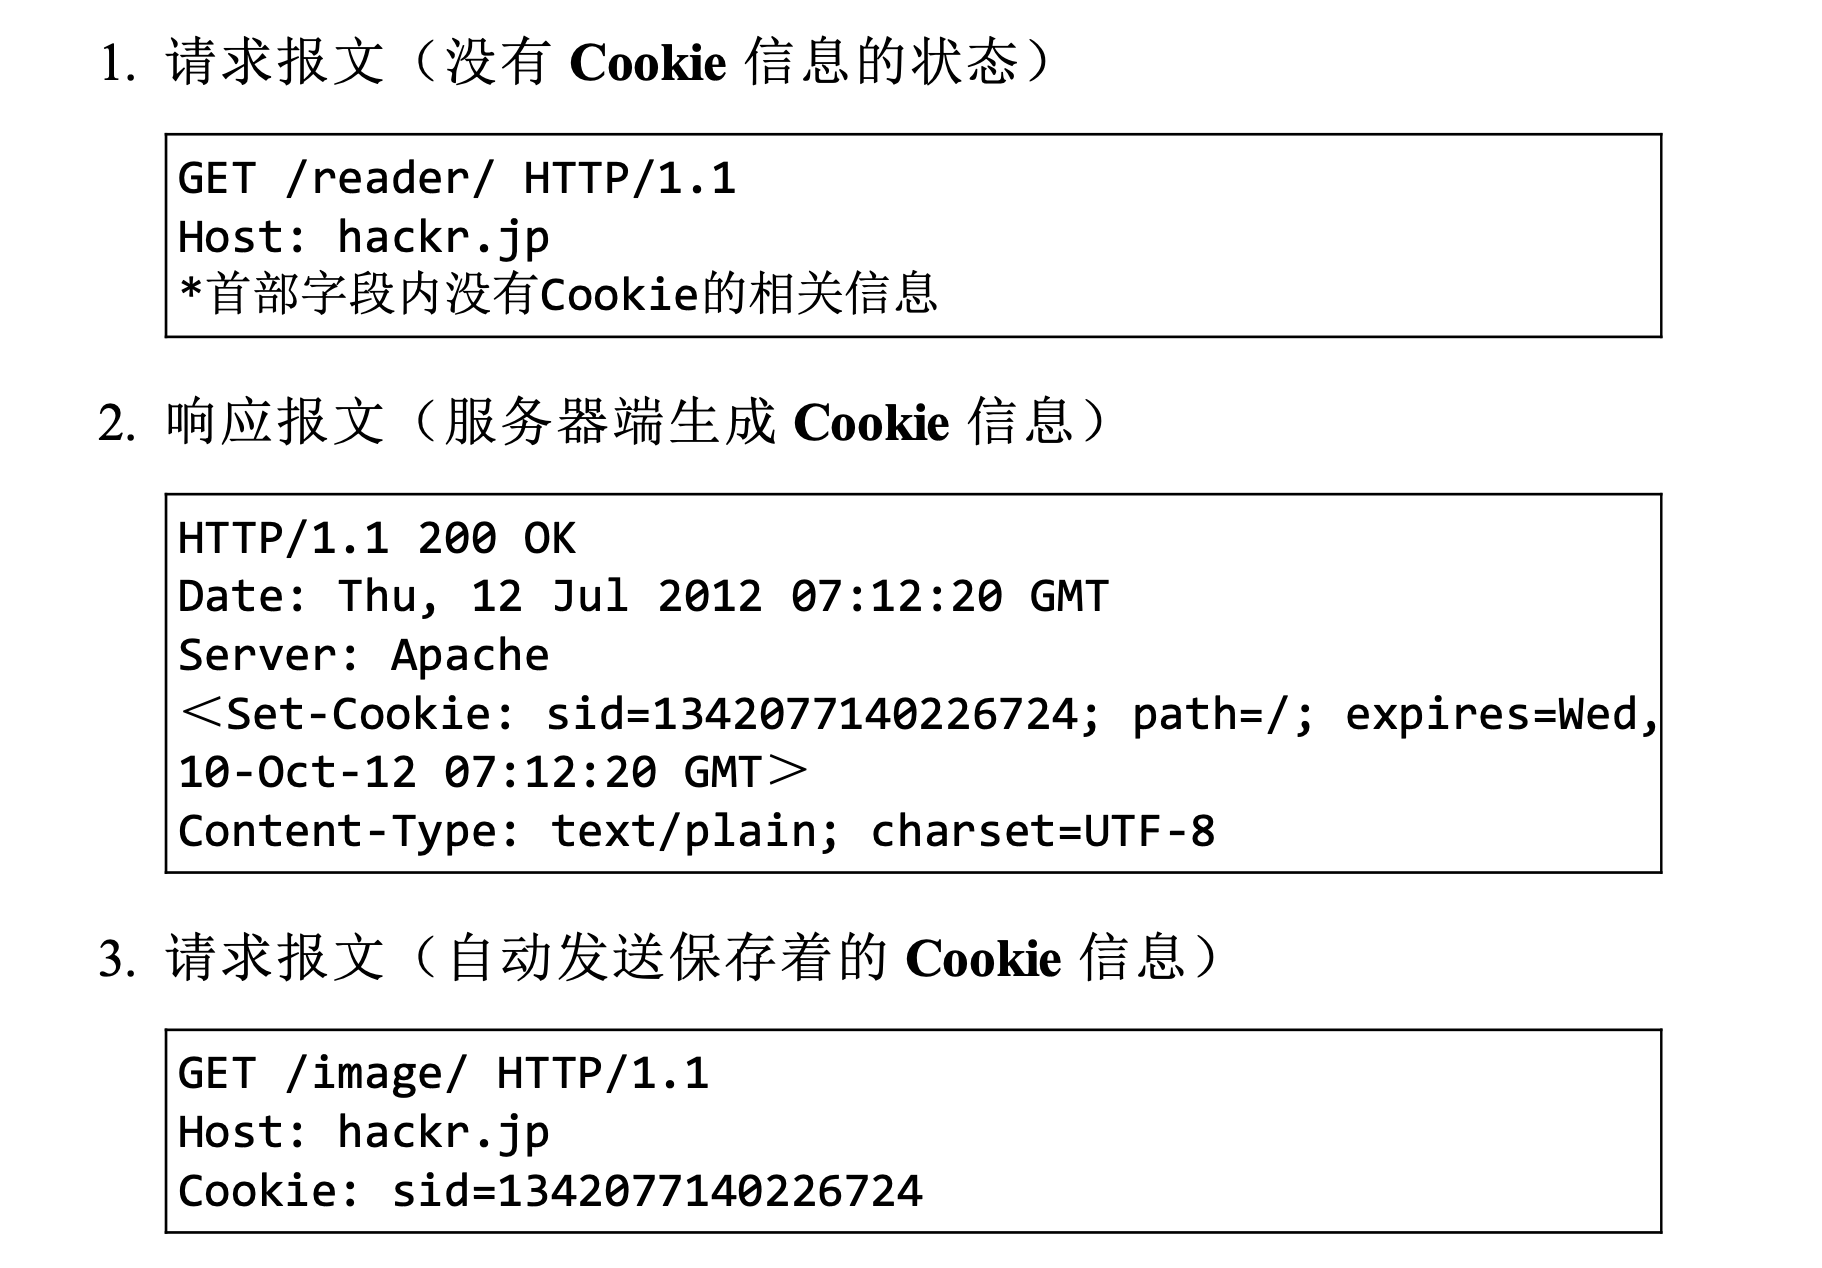 1. 请求报文（没有 Cookie 信息的状态）
GET /reader/ HTTP/1.1
Host: hackr.jp
*首部字段内没有Cookie的相关信息
2. 响应报文（服务器端生成 Cookie 信息）
HTTP/1.1 200 OK
Date: Thu, 12 Jul 2012 07:12:20 GMT
Server: Apache
＜Set-Cookie: sid=1342077140226724; path=/; expires=Wed,
10-Oct-12 07:12:20 GMT＞
Content-Type: text/plain; charset=UTF-8
3. 请求报文（自动发送保存着的 Cookie 信息）
GET /image/ HTTP/1.1
Host: hackr.jp
Cookie: sid=1342077140226724